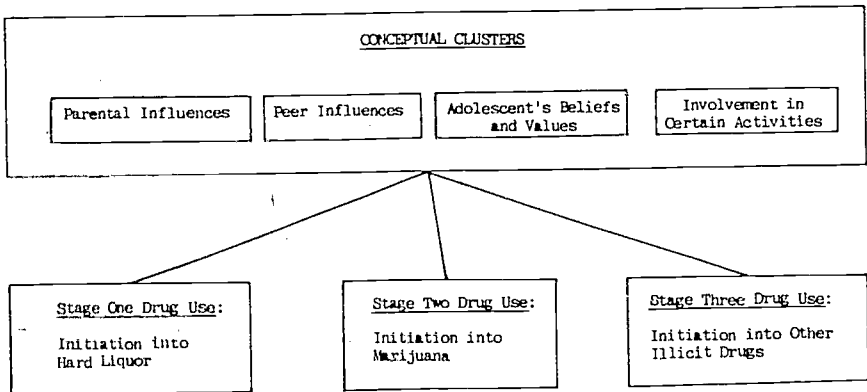 CONCEPTUAL CLUSTERS
Parental Influences
Peer Influences
Adolescent's Beliefs
and Values
Involvement in
Certain Activities
Stage One Drug Use:
Initiation into
Hard Liquor
Stage Two Drug Use:
Initiation into
Marijuana
Stage Three Drug Use:
Initiation into Other
Illicit Drugs